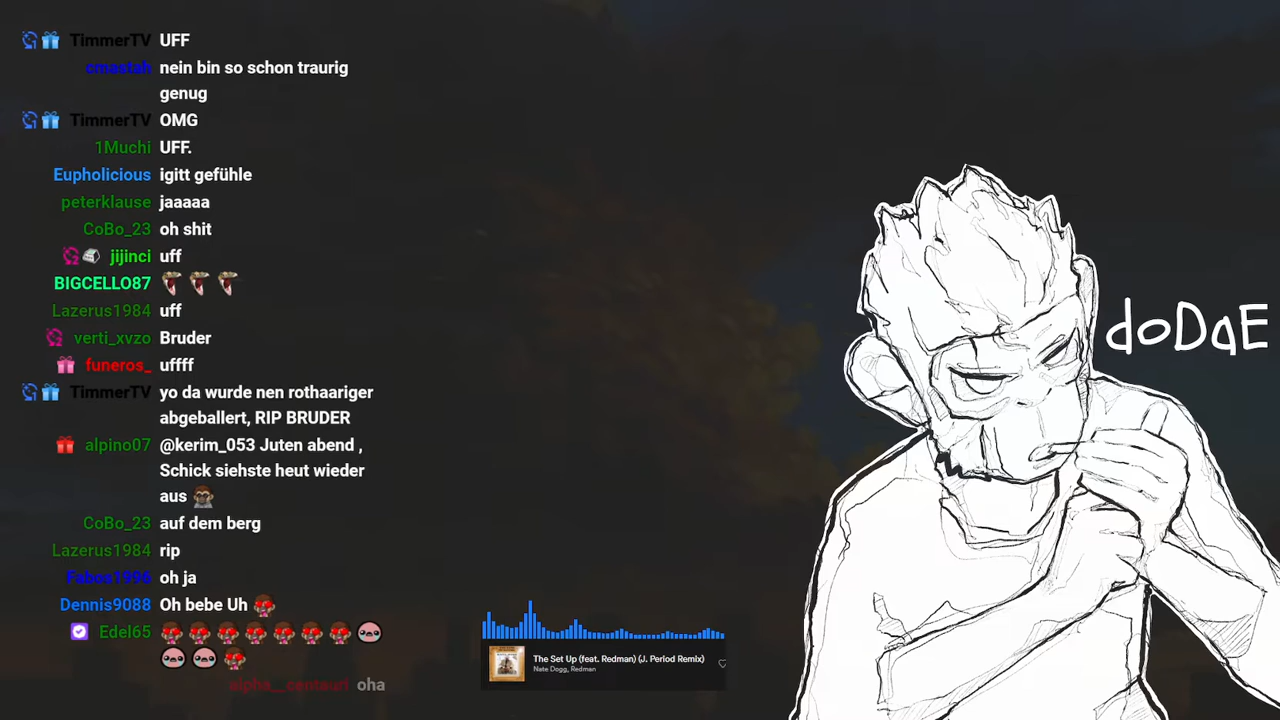 TimmerTV UFF
cmastah nein bin so schon traurig
genug
TimmerTV OMG
1Muchi UFF.
Eupholicious igitt gefühle
peterklause jaaaaa
CoBo_23 oh shit
jijinci uff
BIGCELLO87
Lazerus1984 uff
verti_xvzo Bruder
funeros_ uffff
TimmerTV yo da wurde nen rothaariger
abgeballert, RIP BRUDER
alpino07 @kerim_053 Juten abend ,
Schick siehste heut wieder
aus
CoBo_23 auf dem berg
Lazerus1984 rip
Fabos1996 oh ja
Dennis9088 Oh bebe Uh
Edel65
alpha__centauri oha
doDaE
The Set Up (feat. Redman) (J. Period Remix)
Nate Dogg, Redman